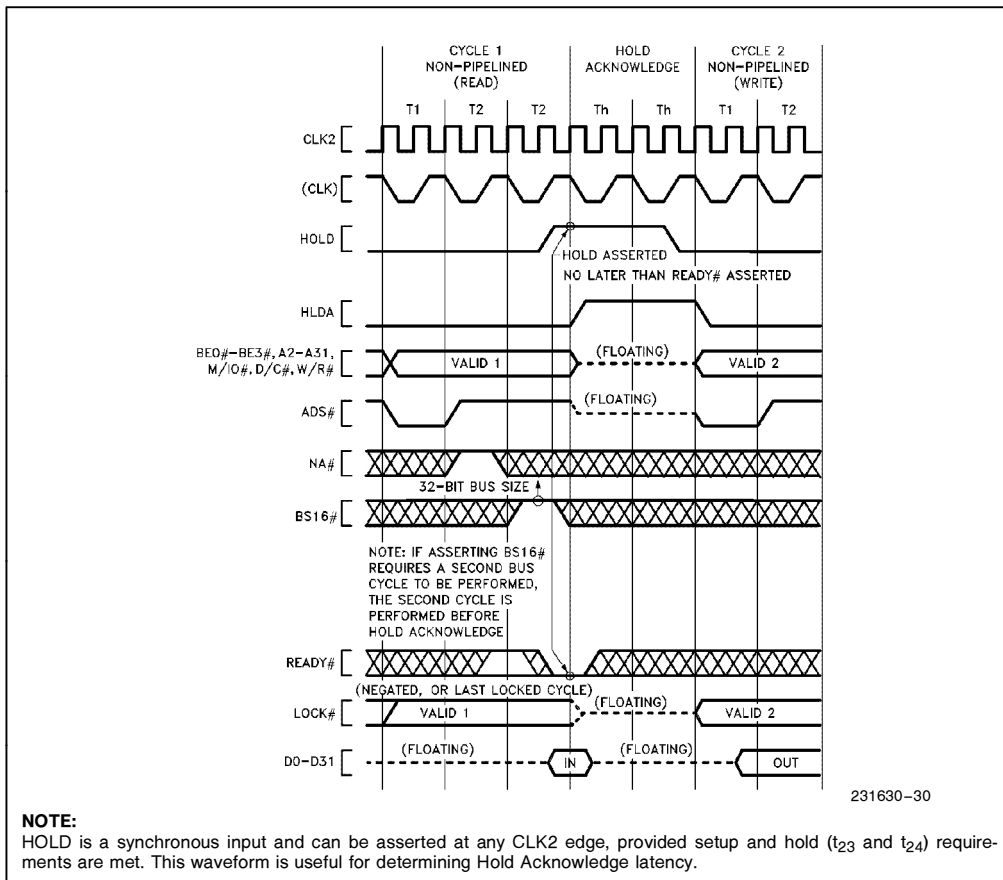 CYCLE 1
NON-PIPELINED
(READ)
HOLD
ACKNOWLEDGE
CYCLE 2
NON-PIPELINED
(WRITE)
T1 T2 T2 Th Th T1 T2
CLK2
(CLK)
HOLD
HOLD ASSERTED
NO LATER THAN READY# ASSERTED
HLDA
BE0#-BE3#, A2-A31,
M/IO#, D/C#, W/R#
VALID 1 (FLOATING) VALID 2
ADS#
(FLOATING)
NA#
32-BIT BUS SIZE
BS16#
NOTE: IF ASSERTING BS16#
REQUIRES A SECOND BUS
CYCLE TO BE PERFORMED,
THE SECOND CYCLE IS
PERFORMED BEFORE
HOLD ACKNOWLEDGE
READY#
(NEGATED, OR LAST LOCKED CYCLE)
LOCK# VALID 1 (FLOATING) VALID 2
D0-D31 (FLOATING) IN (FLOATING) OUT
231630-30
NOTE:
HOLD is a synchronous input and can be asserted at any CLK2 edge, provided setup and hold (t23 and t24) require-
ments are met. This waveform is useful for determining Hold Acknowledge latency.